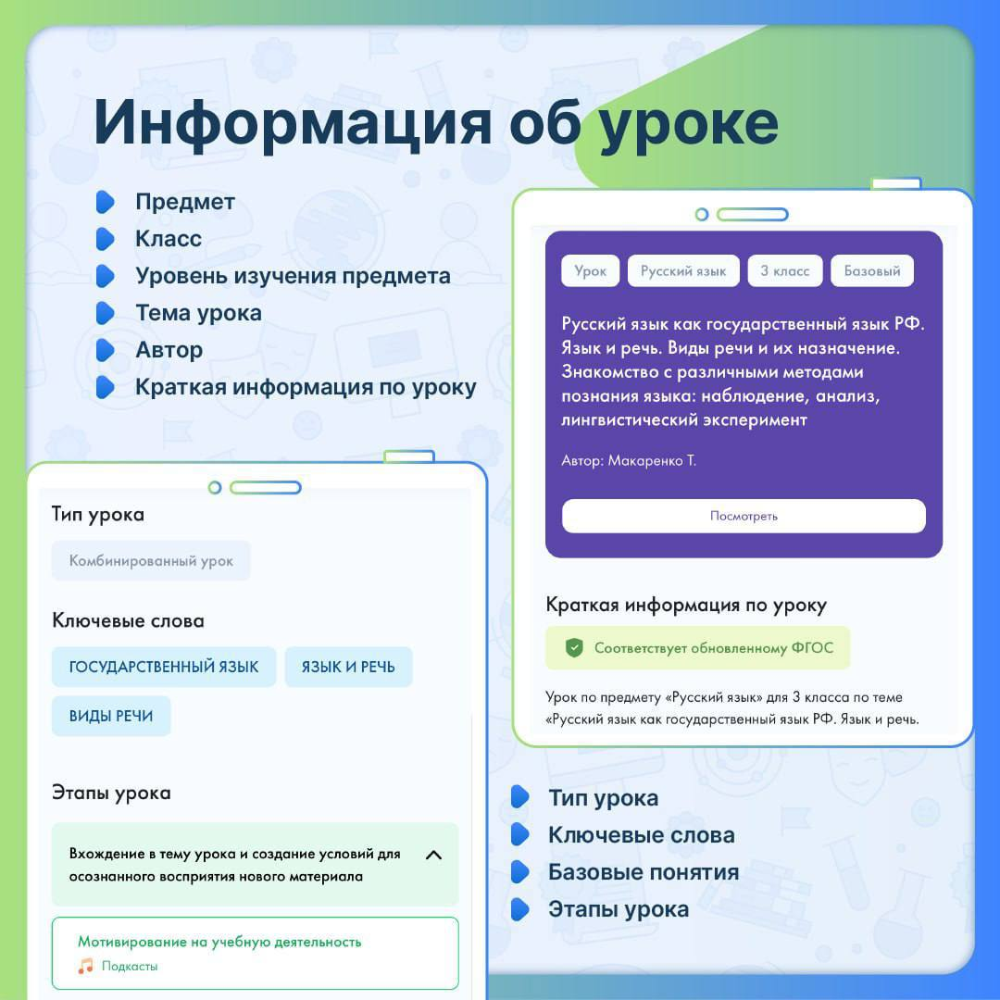 Информация об уроке
Предмет
Класс
Уровень изучения предмета
Тема урока
Автор
Краткая информация по уроку
Урок
Русский язык
3 класс
Базовый
Русский язык как государственный язык РФ.
Язык и речь. Виды речи и их назначение.
Знакомство с различными методами
познания языка: наблюдение, анализ,
лингвистический эксперимент
Автор: Макаренко Т.
Посмотреть
Краткая информация по уроку
Соответствует обновленному ФГОС
Урок по предмету «Русский язык» для 3 класса по теме
«Русский язык как государственный язык РФ. Язык и речь.
Тип урока
Комбинированный урок
Ключевые слова
ГОСУДАРСТВЕННЫЙ ЯЗЫК
ЯЗЫК И РЕЧЬ
ВИДЫ РЕЧИ
Этапы урока
Вхождение в тему урока и создание условий для
осознанного восприятия нового материала
Мотивирование на учебную деятельность
Подкасты
Тип урока
Ключевые слова
Базовые понятия
Этапы урока